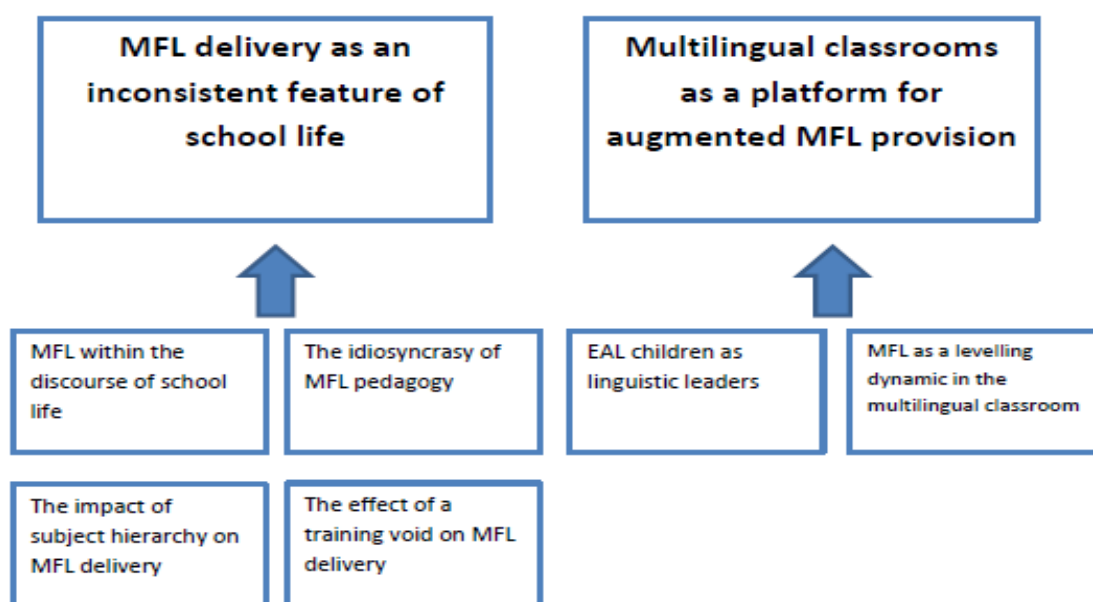 MFL delivery as an
inconsistent feature of
school life
Multilingual classrooms
as a platform for
augmented MFL provision
MFL within the
discourse of school
life
The idiosyncrasy of
MFL pedagogy
EAL children as
linguistic leaders
MFL as a levelling
dynamic in the
multilingual classroom
The impact of
subject hierarchy on
MFL delivery
The effect of a
training void on MFL
delivery